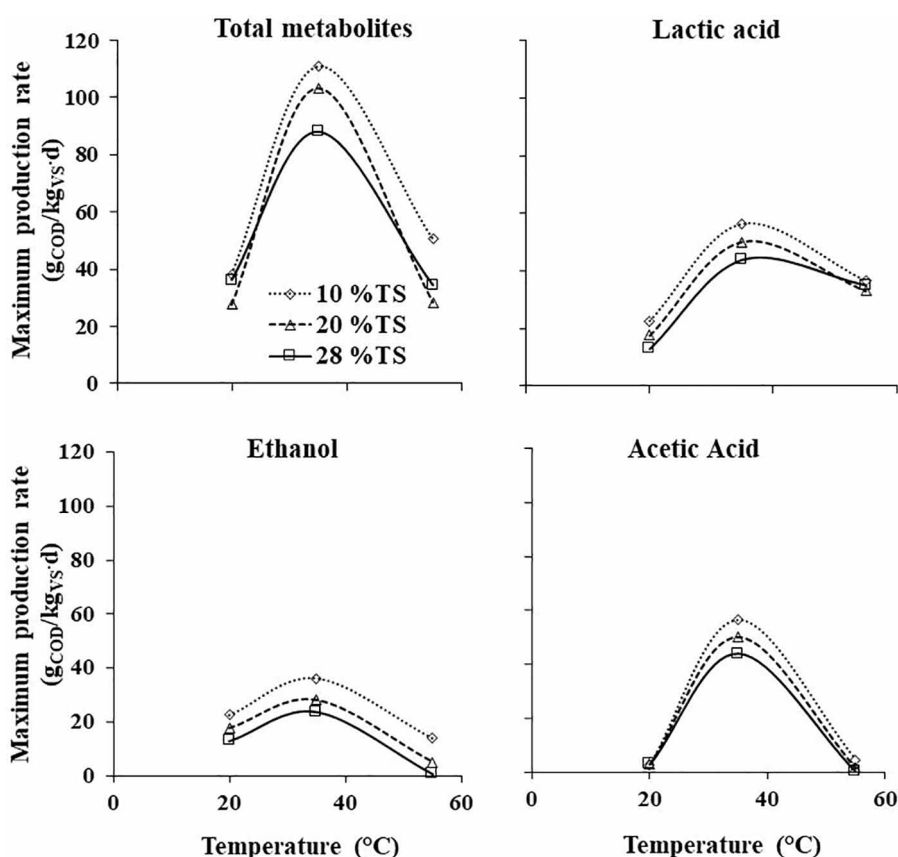 Total metabolites
Maximum production rate
(gCOD/kgVS·d)
120
100
80
60
40
20
0
10 %TS
20 %TS
28 %TS
Lactic acid
Ethanol
Maximum production rate
(gCOD/kgVS·d)
120
100
80
60
40
20
0
0 20 40 60
Temperature (°C)
Acetic Acid
0 20 40 60
Temperature (°C)